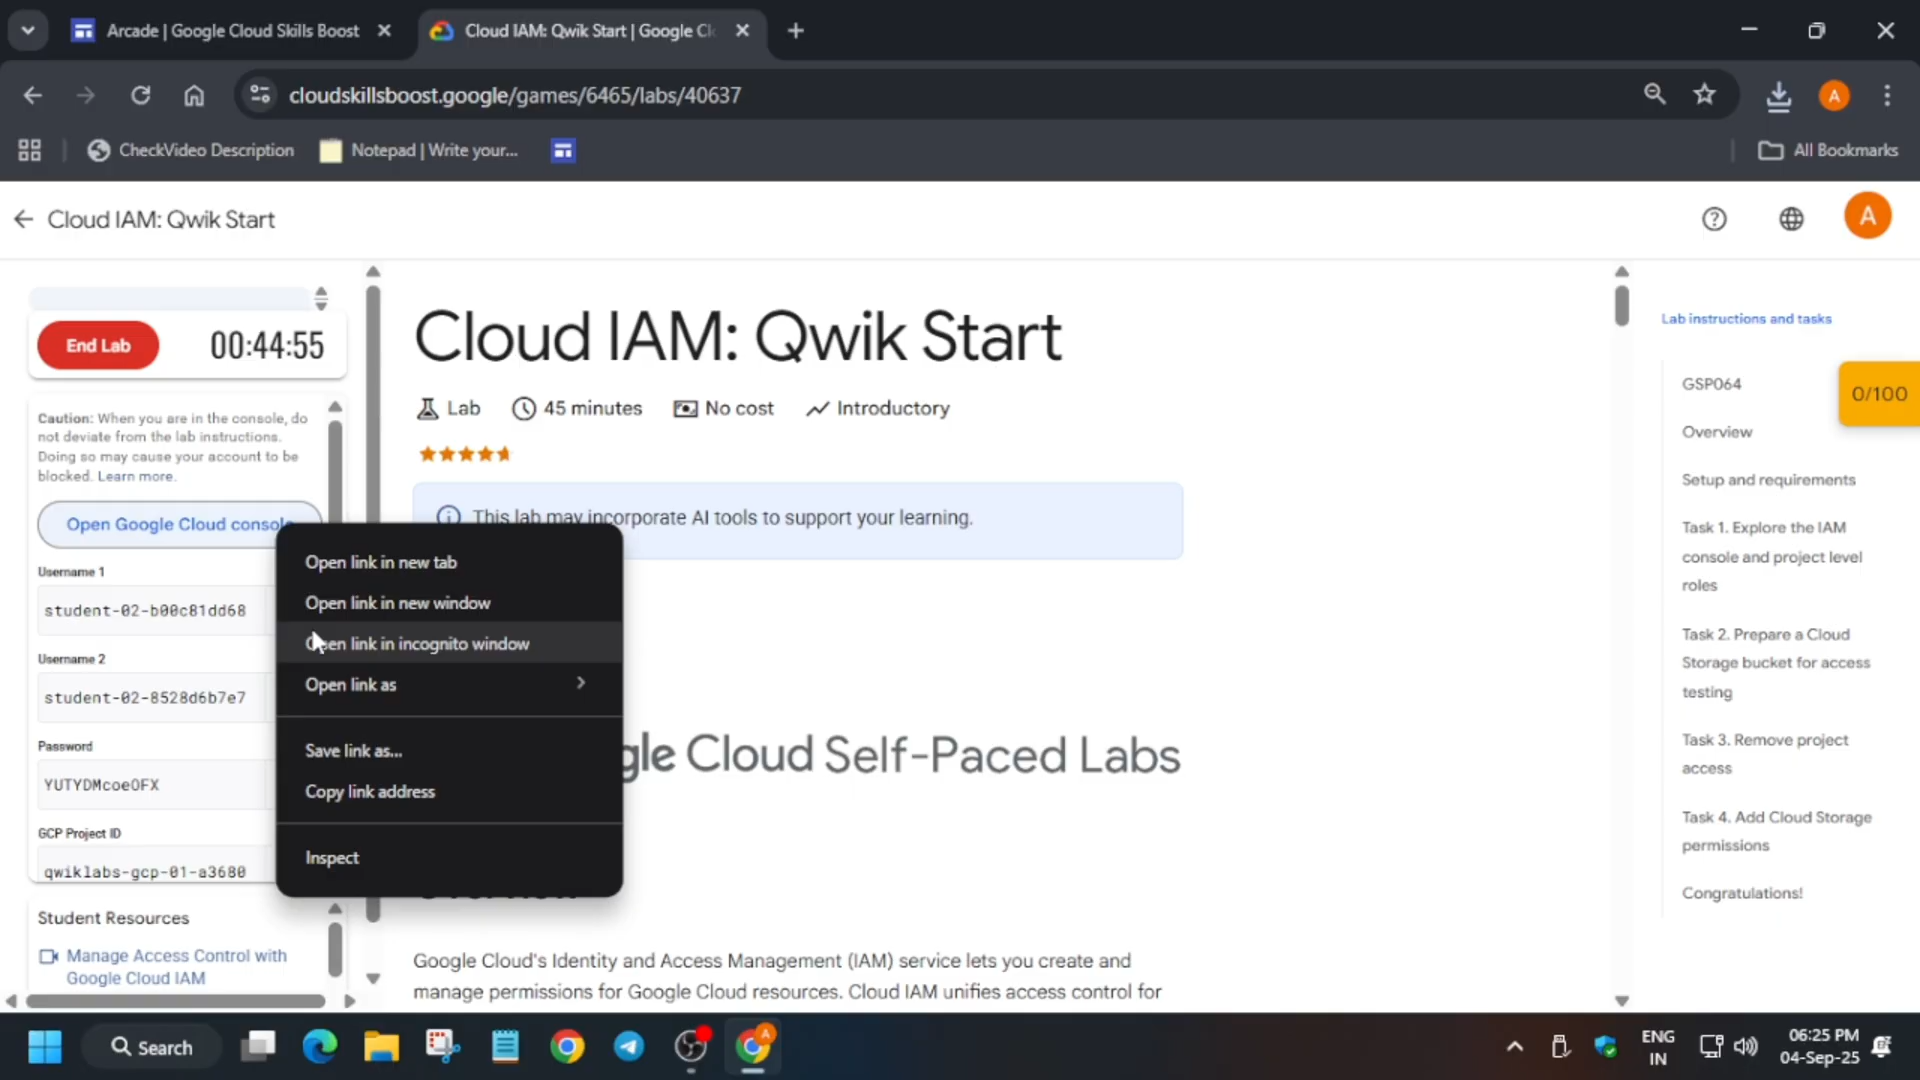 Arcade | Google Cloud Skills Boost
Cloud IAM: Qwik Start | Google Cl
cloudskillsboost.google/games/6465/labs/40637
A
CheckVideo Description
Notepad | Write your...
All Bookmarks
Cloud IAM: Qwik Start
A
End Lab
00:44:55
Caution: When you are in the console, do
not deviate from the lab instructions.
Doing so may cause your account to be
blocked. Learn more.
Open Google Cloud console
Username 1
student-02-b00c81dd68
Username 2
student-02-8528d6b7e7
Password
YUTYDMcoeOFX
GCP Project ID
qwiklabs-gcp-01-a3680
Student Resources
Manage Access Control with
Google Cloud IAM
Open link in new tab
Open link in new window
Open link in incognito window
Open link as
Save link as...
Copy link address
Inspect
Cloud IAM: Qwik Start
Lab
45 minutes
No cost
Introductory
This lab may incorporate AI tools to support your learning.
gle Cloud Self-Paced Labs
Google Cloud's Identity and Access Management (IAM) service lets you create and
manage permissions for Google Cloud resources. Cloud IAM unifies access control for
Lab instructions and tasks
GSP064
0/100
Overview
Setup and requirements
Task 1. Explore the IAM
console and project level
roles
Task 2. Prepare a Cloud
Storage bucket for access
testing
Task 3. Remove project
access
Task 4. Add Cloud Storage
permissions
Congratulations!
Search
A
ENG
IN
06:25 PM
04-Sep-25